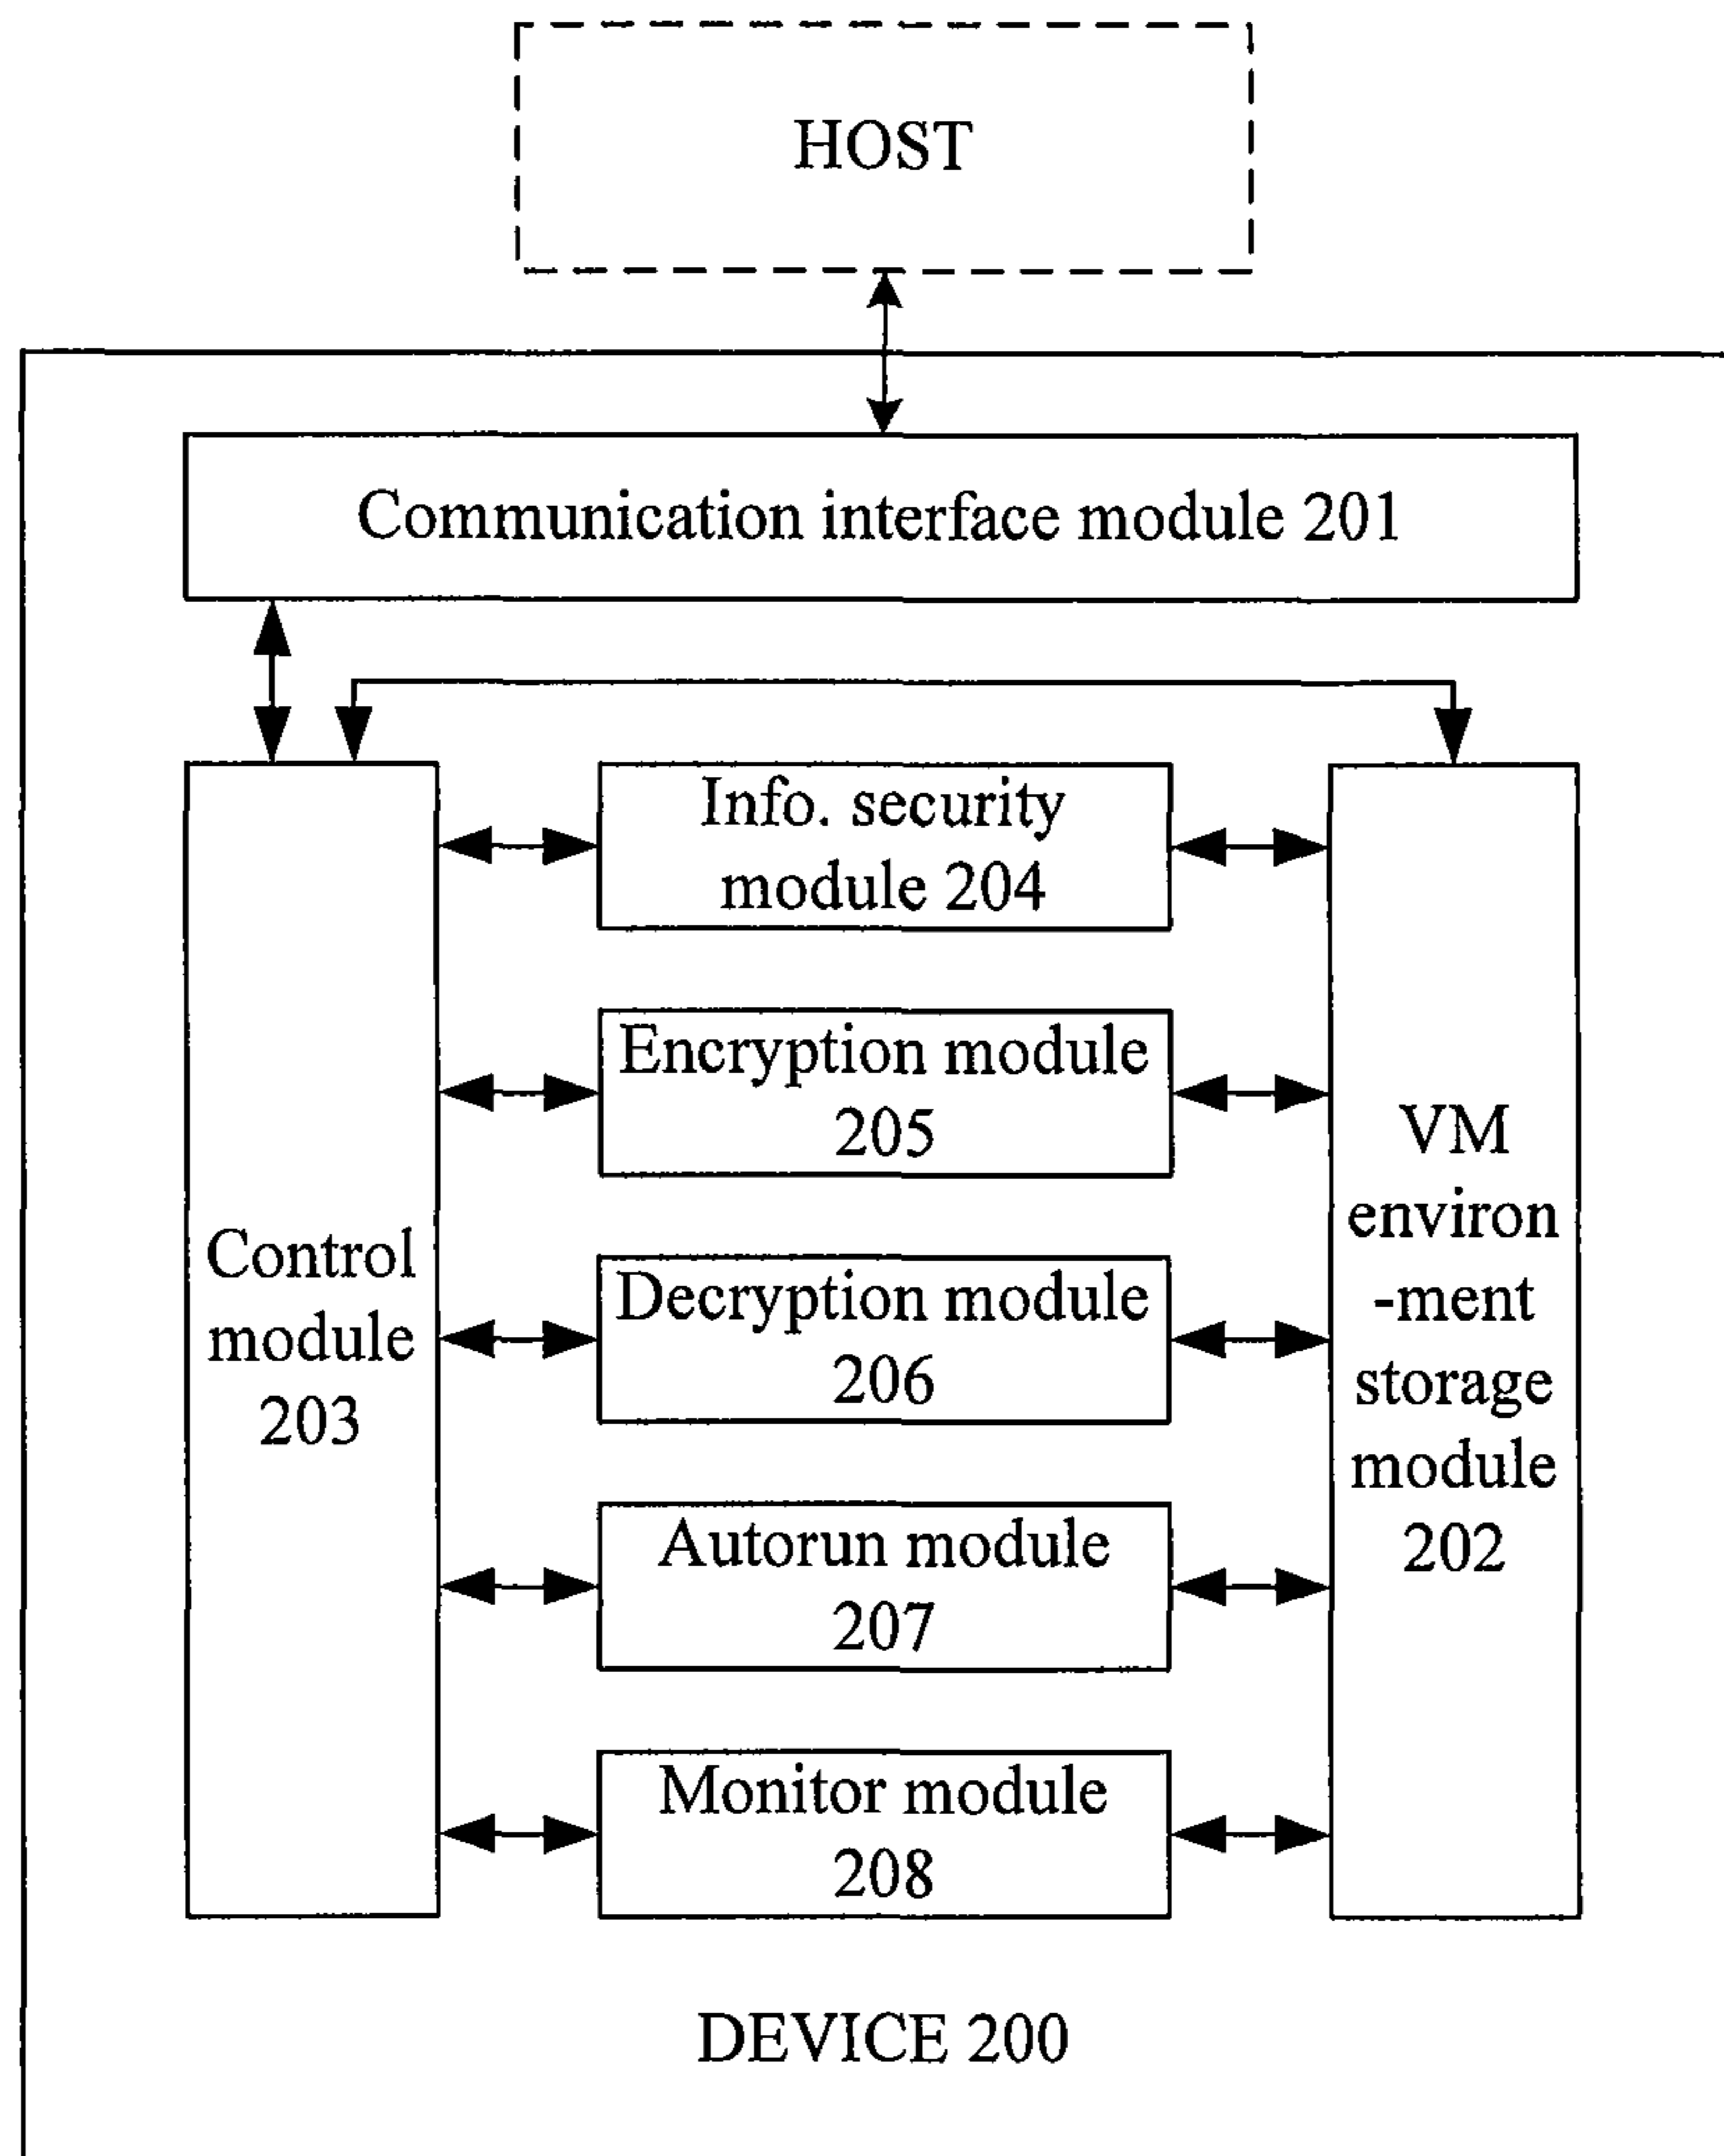 HOST
Communication interface module 201
Info. security
module 204
Encryption module
205
Decryption module
206
Autorun module
207
Monitor module
208
Control
module
203
VM
environ
-ment
storage
module
202
DEVICE 200